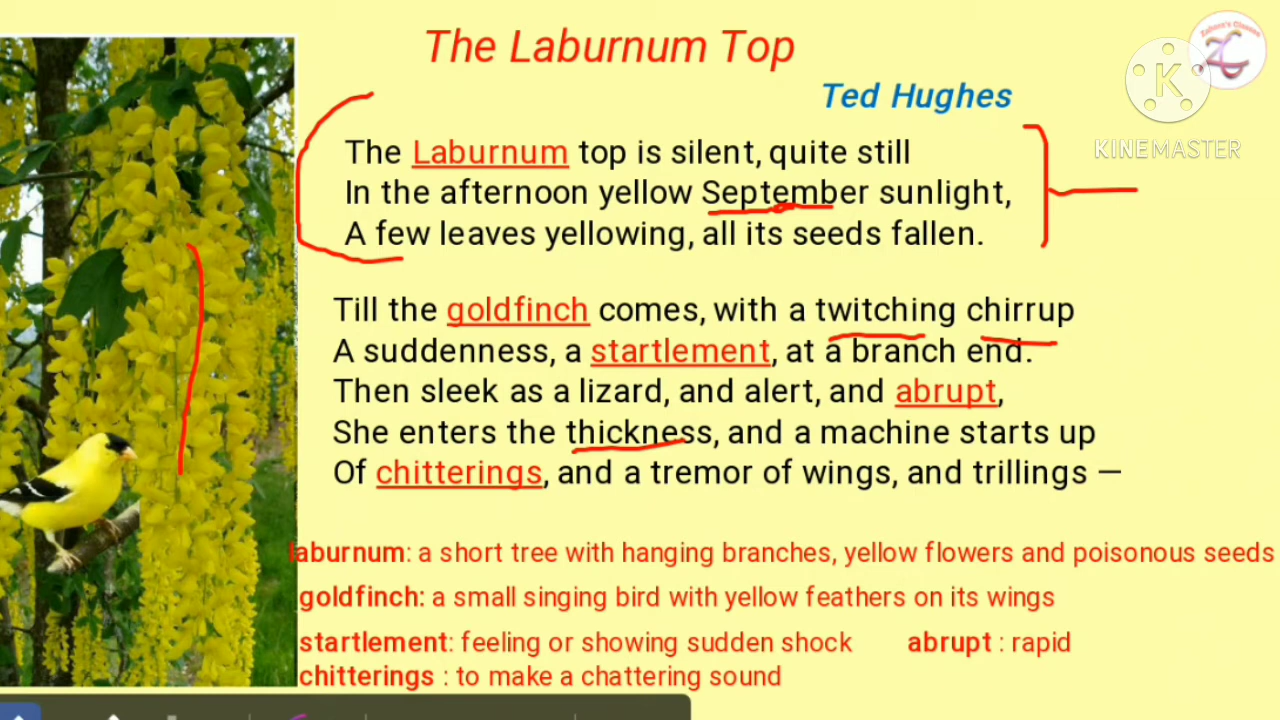 The Laburnum Top
Ted Hughes
KINEMASTER
The Laburnum top is silent, quite still
In the afternoon yellow September sunlight,
A few leaves yellowing, all its seeds fallen.
Till the goldfinch comes, with a twitching chirrup
A suddenness, a startlement, at a branch end.
Then sleek as a lizard, and alert, and abrupt,
She enters the thickness, and a machine starts up
Of chitterings, and a tremor of wings, and trillings —
laburnum: a short tree with hanging branches, yellow flowers and poisonous seeds
goldfinch: a small singing bird with yellow feathers on its wings
startlement: feeling or showing sudden shock abrupt : rapid
chitterings : to make a chattering sound